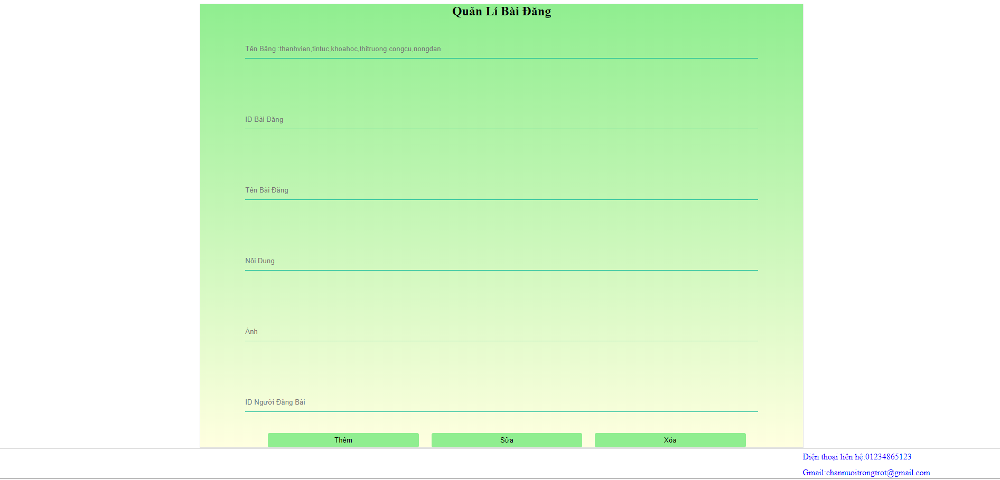 Quản Lí Bài Đăng
Tên Bảng :thanhvien,tintuc,khoahoc,thitruong,congcu,nongdan
ID Bài Đăng
Tên Bài Đăng
Nội Dung
Ảnh
ID Người Đăng Bài
Thêm Sửa Xóa
Điện thoại liên hệ:01234865123
Gmail:channuoitrongtrot@gmail.com